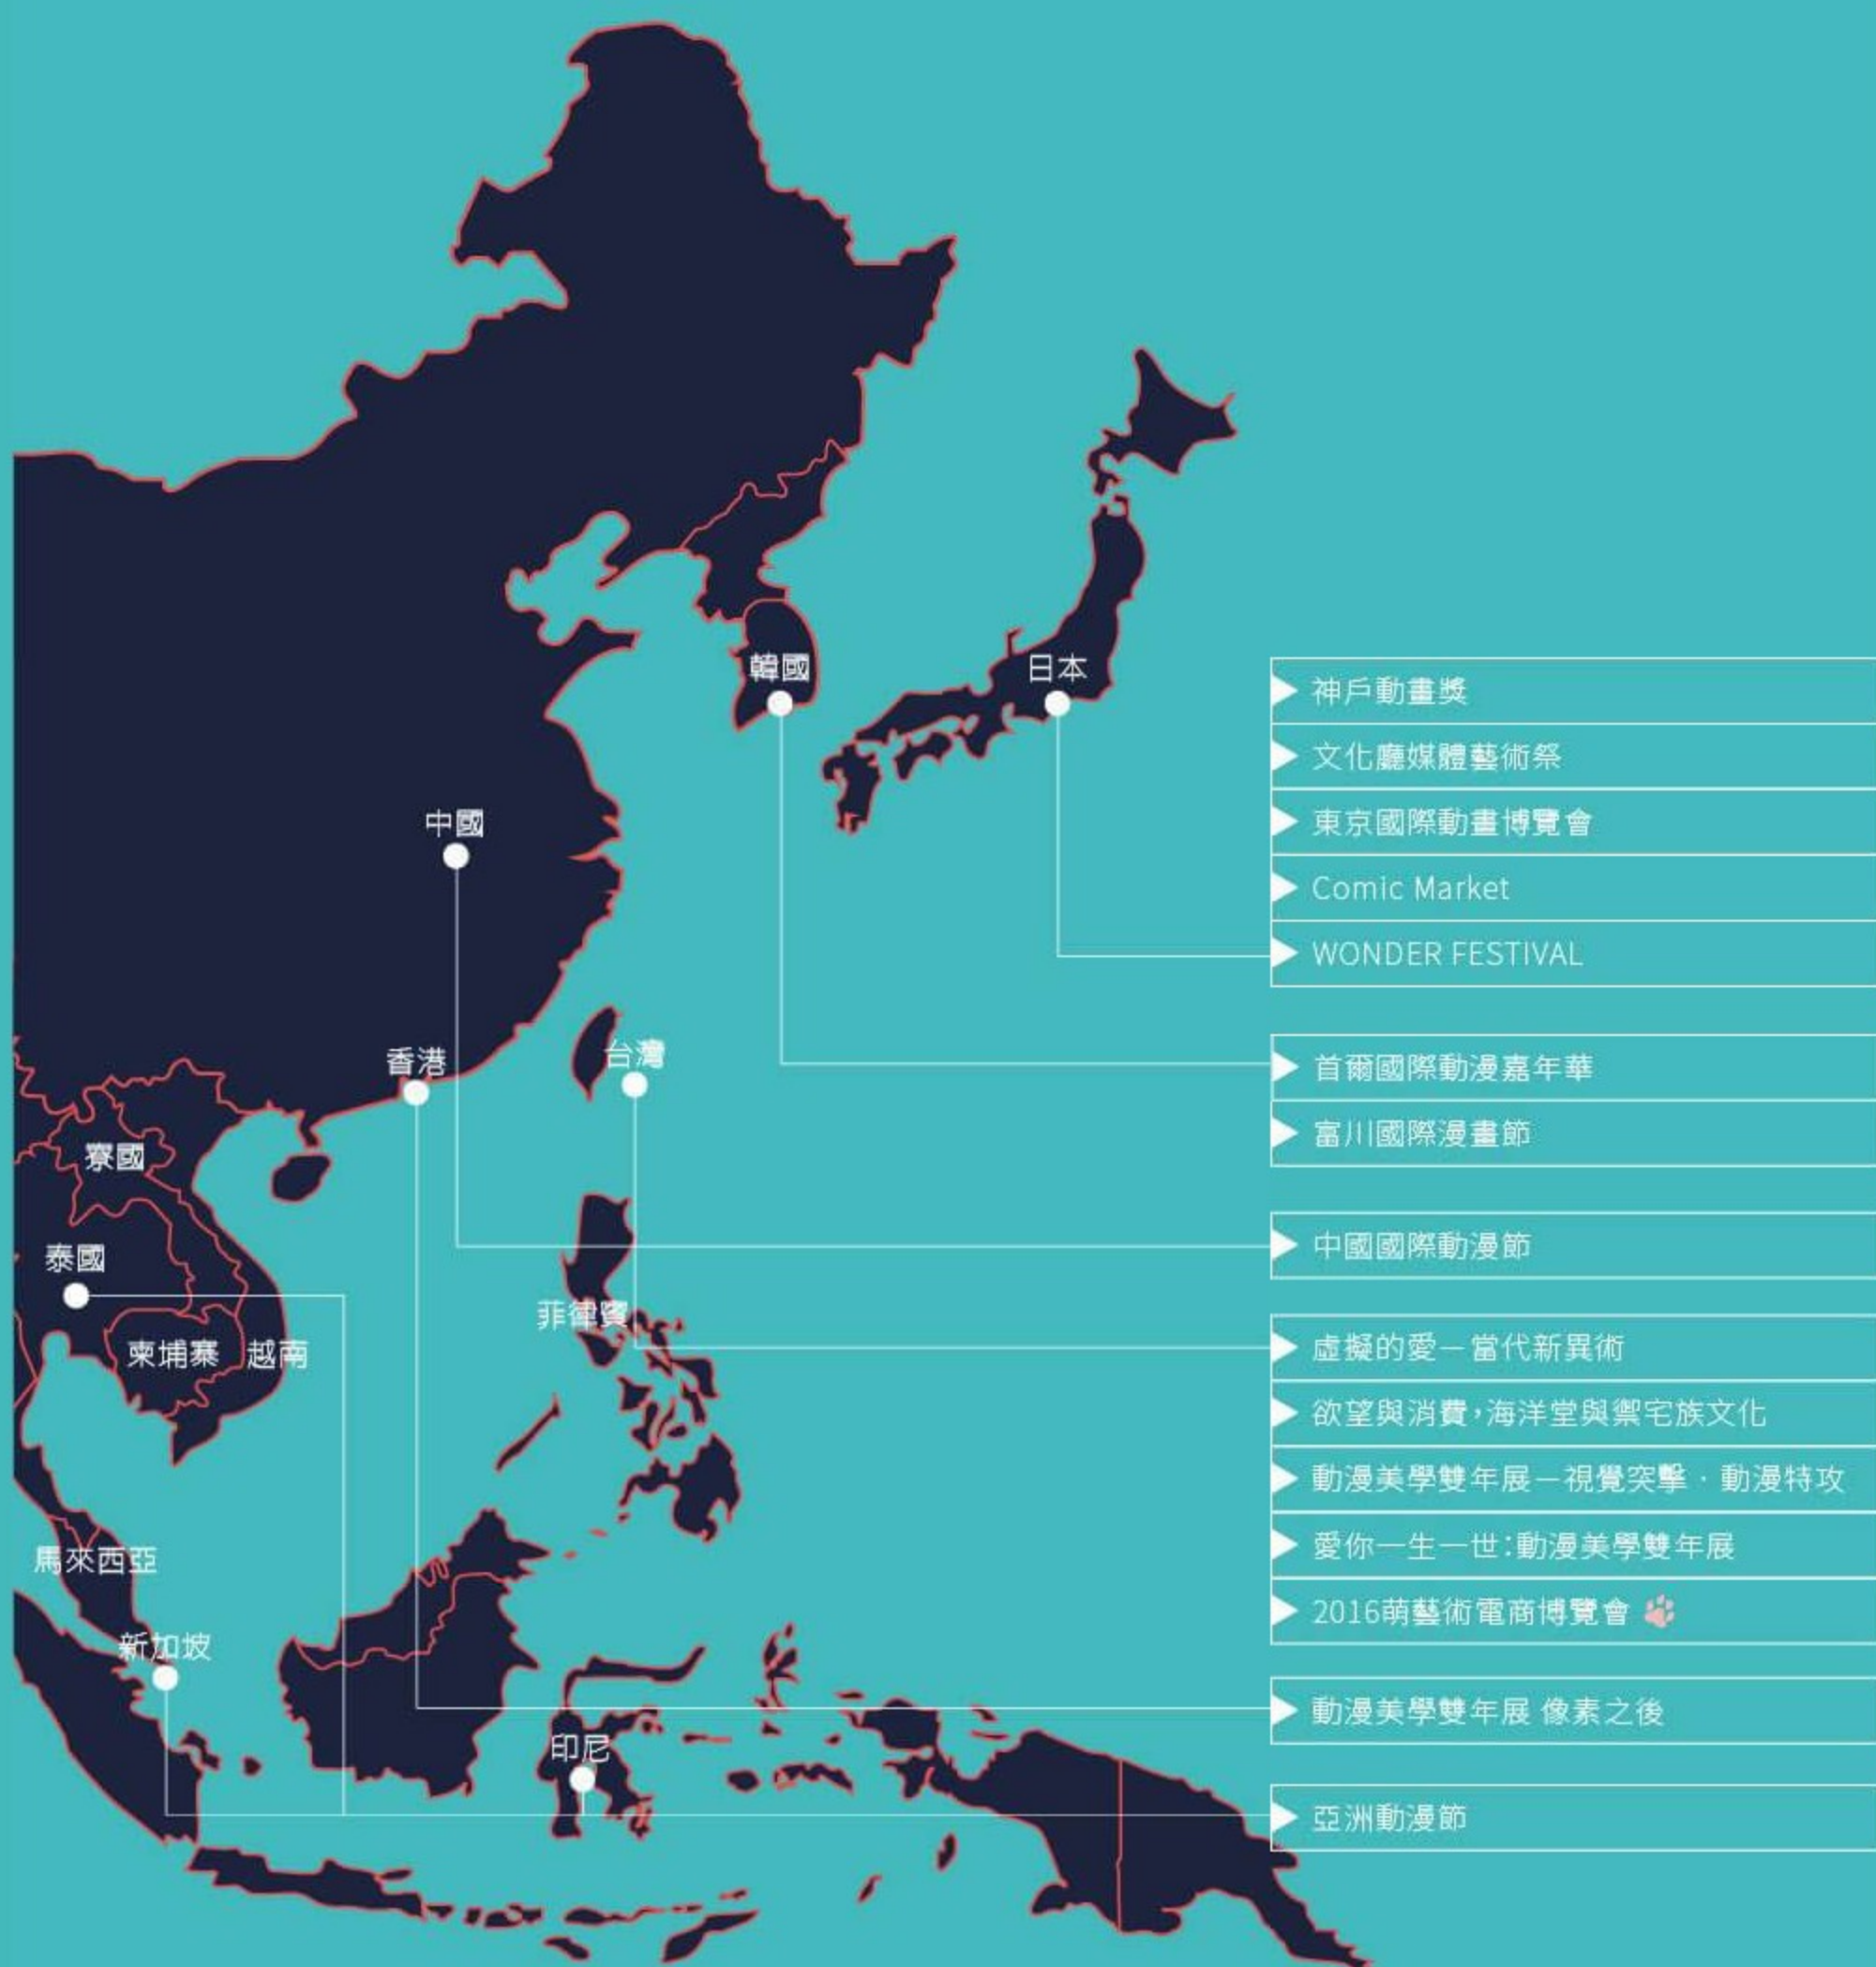 韓國
日本
中國
香港
台灣
寮國
泰國
菲律賓
柬埔寨
越南
馬來西亞
新加坡
印尼
神戶動畫獎
文化廳媒體藝術祭
東京國際動畫博覽會
Comic Market
WONDER FESTIVAL
首爾國際動漫嘉年華
富川國際漫畫節
中國國際動漫節
虛擬的愛—當代新異術
欲望與消費，海洋堂與禦宅族文化
動漫美學雙年展—視覺突擊·動漫特攻
愛你一生一世：動漫美學雙年展
2016萌藝術電商博覽會
動漫美學雙年展 像素之後
亞洲動漫節